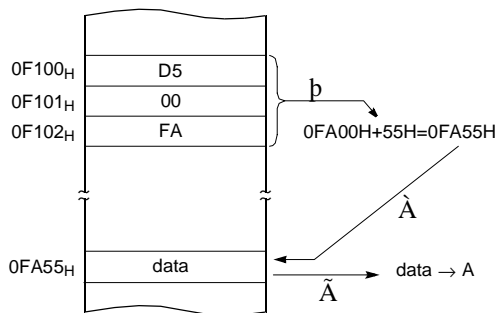 0F100H D5
0F101H 00
0F102H FA
þ
0FA00H+55H=0FA55H
À
0FA55H data
Ã
data → A